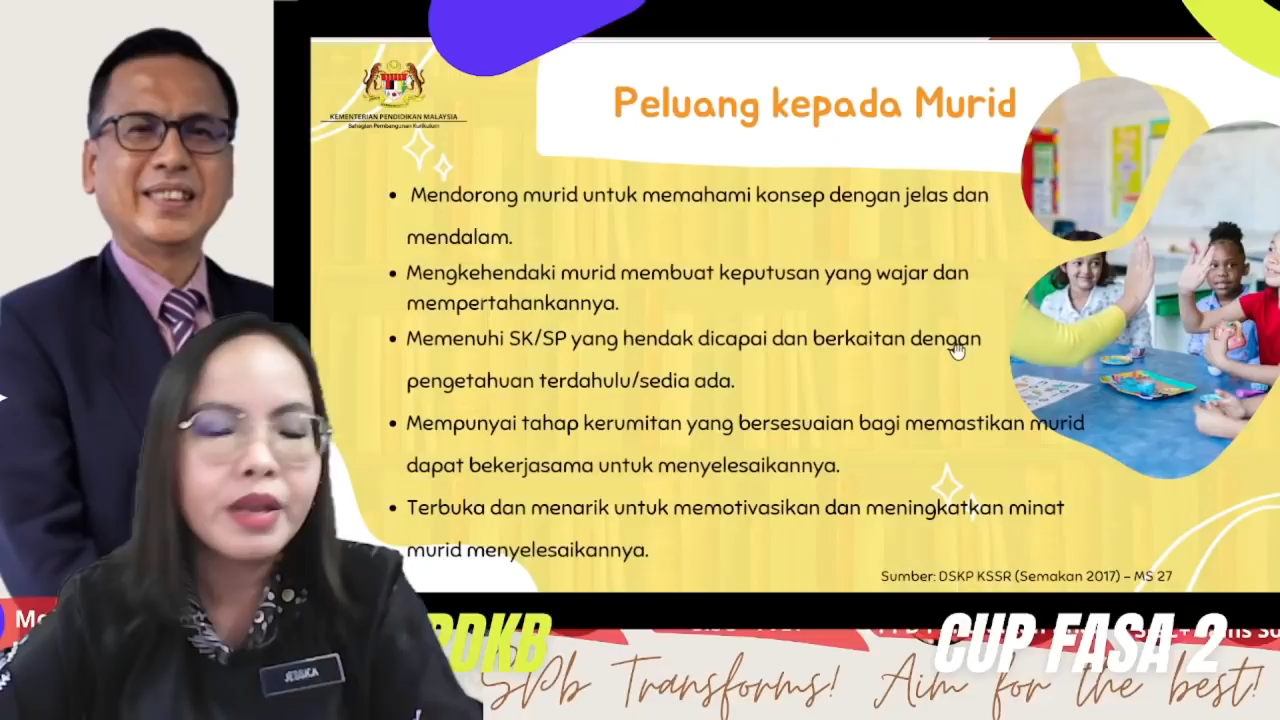 Peluang kepada Murid
KEMENTERIAN PENDIDIKAN MALAYSIA
Bahagian Pembangunan Kurikulum
• Mendorong murid untuk memahami konsep dengan jelas dan
mendalam.
• Mengkehendaki murid membuat keputusan yang wajar dan
mempertahankannya.
• Memenuhi SK/SP yang hendak dicapai dan berkaitan dengan
pengetahuan terdahulu/sedia ada.
• Mempunyai tahap kerumitan yang bersesuaian bagi memastikan murid
dapat bekerjasama untuk menyelesaikannya.
• Terbuka dan menarik untuk memotivasikan dan meningkatkan minat
murid menyelesaikannya.
Sumber: DSKP KSSR (Semakan 2017) – MS 27
CUP FASA 2
JESSICA
SPb Transforms! Aim for the best!